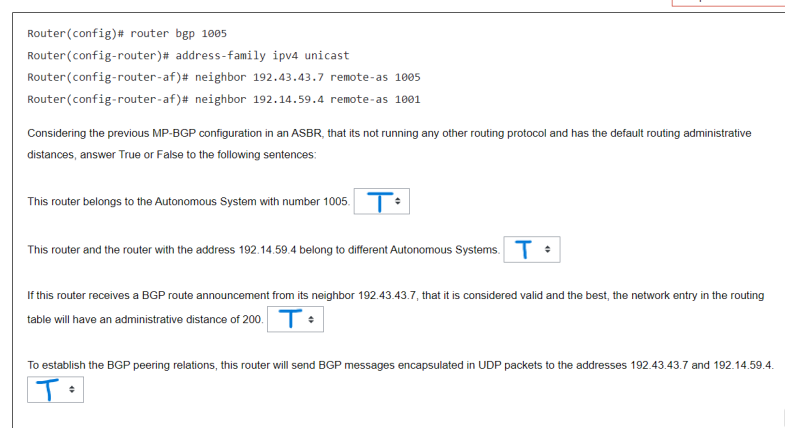 Router(config)# router bgp 1005
Router(config-router)# address-family ipv4 unicast
Router(config-router-af)# neighbor 192.43.43.7 remote-as 1005
Router(config-router-af)# neighbor 192.14.59.4 remote-as 1001
Considering the previous MP-BGP configuration in an ASBR, that its not running any other routing protocol and has the default routing administrative
distances, answer True or False to the following sentences:
This router belongs to the Autonomous System with number 1005. T
This router and the router with the address 192.14.59.4 belong to different Autonomous Systems. T
If this router receives a BGP route announcement from its neighbor 192.43.43.7, that it is considered valid and the best, the network entry in the routing
table will have an administrative distance of 200. T
To establish the BGP peering relations, this router will send BGP messages encapsulated in UDP packets to the addresses 192.43.43.7 and 192.14.59.4.
T